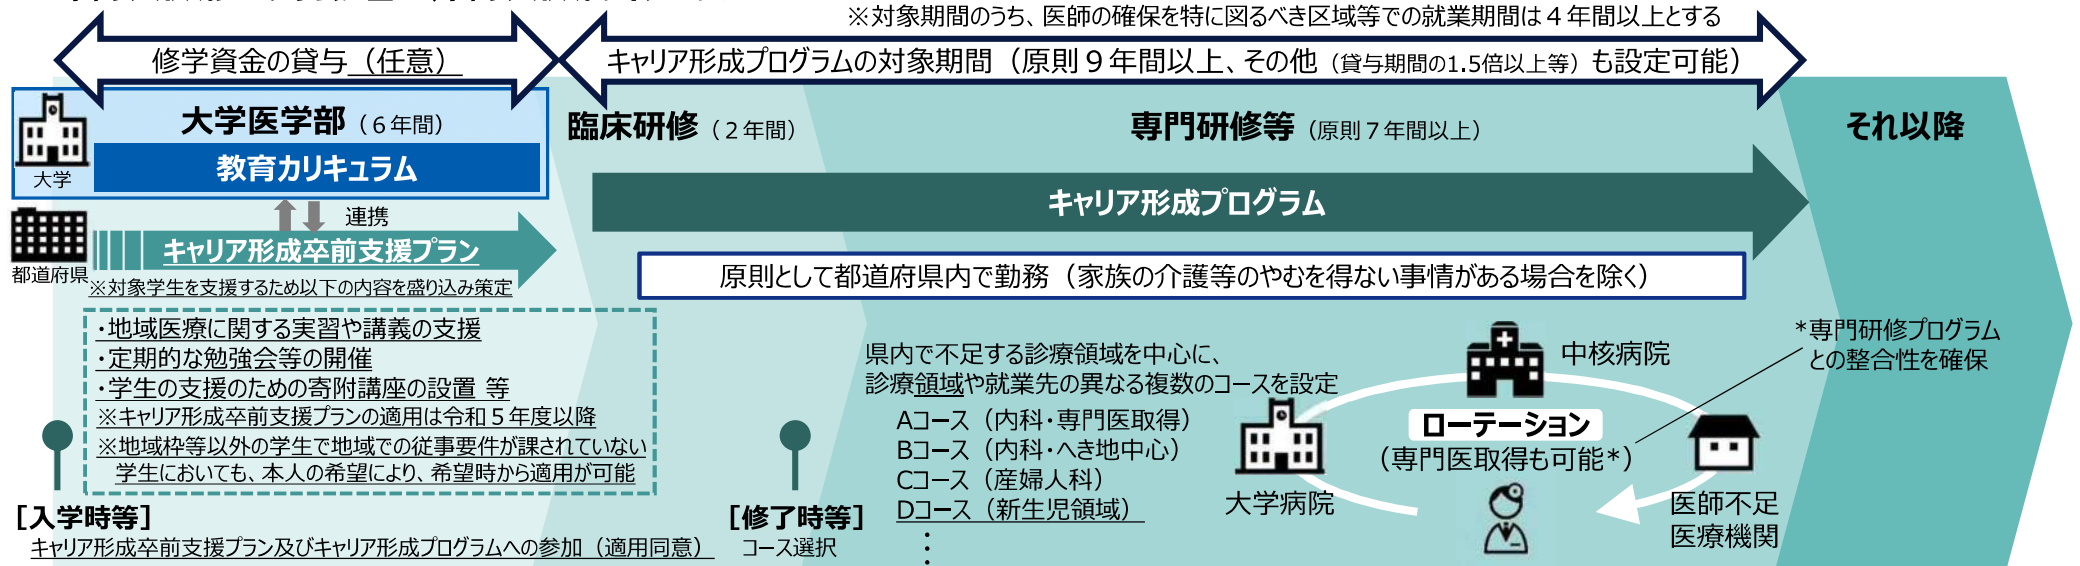 ※対象期間のうち、医師の確保を特に図るべき区域等での就業期間は４年間以上とする
修学資金の貸与（任意）
キャリア形成プログラムの対象期間（原則９年間以上、その他（貸与期間の1.5倍以上等）も設定可能）
大学医学部（６年間）
臨床研修（２年間）
専門研修等（原則７年間以上）
それ以降
教育カリキュラム
大学
キャリア形成プログラム
連携
キャリア形成卒前支援プラン
都道府県
※対象学生を支援するため以下の内容を盛り込み策定
原則として都道府県内で勤務（家族の介護等のやむを得ない事情がある場合を除く）
・地域医療に関する実習や講義の支援
・定期的な勉強会等の開催
・学生の支援のための寄附講座の設置 等
※キャリア形成卒前支援プランの適用は令和５年度以降
※地域枠等以外の学生で地域での従事要件が課されていない
学生においても、本人の希望により、希望時から適用が可能
県内で不足する診療領域を中心に、
診療領域や就業先の異なる複数のコースを設定
Aコース（内科・専門医取得）
Bコース（内科・へき地中心）
Cコース（産婦人科）
Dコース（新生児領域）
⋮
中核病院
*専門研修プログラム
との整合性を確保
ローテーション
（専門医取得も可能*）
大学病院
医師不足
医療機関
［入学時等］
キャリア形成卒前支援プラン及びキャリア形成プログラムへの参加（適用同意）
［修了時等］
コース選択